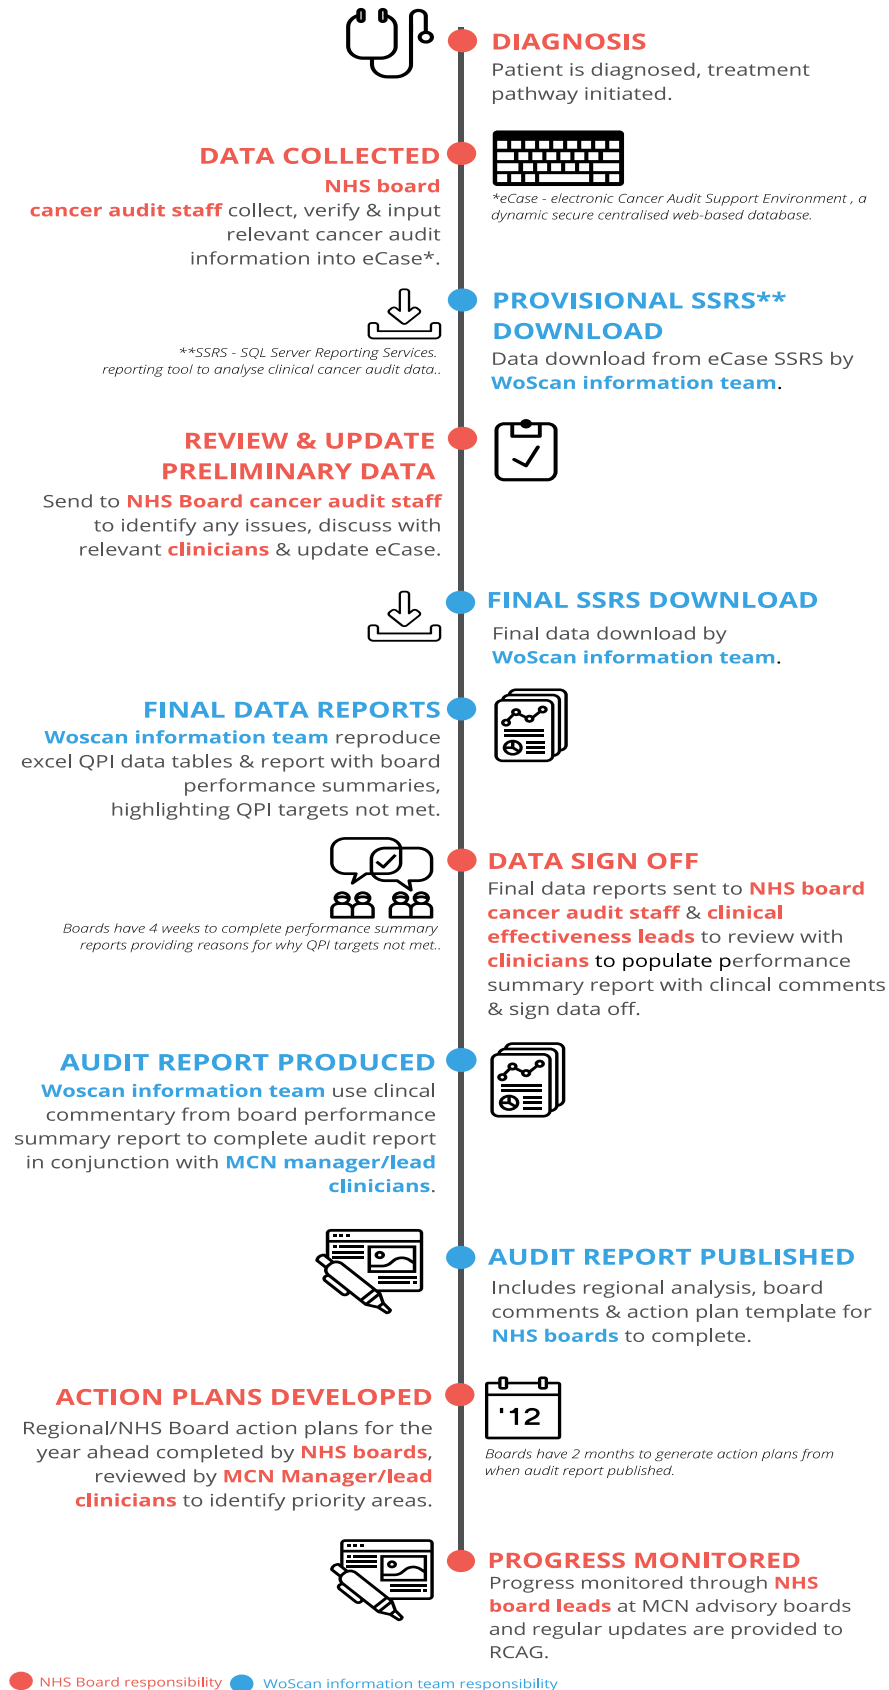 DIAGNOSIS
Patient is diagnosed, treatment
pathway initiated.
DATA COLLECTED
NHS board
cancer audit staff collect, verify & input
relevant cancer audit
information into eCase*.
*eCase - electronic Cancer Audit Support Environment , a
dynamic secure centralised web-based database.
PROVISIONAL SSRS**
DOWNLOAD
Data download from eCase SSRS by
WoScan information team.
**SSRS - SQL Server Reporting Services.
reporting tool to analyse clinical cancer audit data..
REVIEW & UPDATE
PRELIMINARY DATA
Send to NHS Board cancer audit staff
to identify any issues, discuss with
relevant clinicians & update eCase.
FINAL SSRS DOWNLOAD
Final data download by
WoScan information team.
FINAL DATA REPORTS
Woscan information team reproduce
excel QPI data tables & report with board
performance summaries,
highlighting QPI targets not met.
DATA SIGN OFF
Final data reports sent to NHS board
cancer audit staff & clinical
effectiveness leads to review with
clinicians to populate performance
summary report with clincal comments
& sign data off.
Boards have 4 weeks to complete performance summary
reports providing reasons for why QPI targets not met..
AUDIT REPORT PRODUCED
Woscan information team use clincal
commentary from board performance
summary report to complete audit report
in conjunction with MCN manager/lead
clinicians.
AUDIT REPORT PUBLISHED
Includes regional analysis, board
comments & action plan template for
NHS boards to complete.
ACTION PLANS DEVELOPED
Regional/NHS Board action plans for the
year ahead completed by NHS boards,
reviewed by MCN Manager/lead
clinicians to identify priority areas.
'12
Boards have 2 months to generate action plans from
when audit report published.
PROGRESS MONITORED
Progress monitored through NHS
board leads at MCN advisory boards
and regular updates are provided to
RCAG.
NHS Board responsibility
WoScan information team responsibility